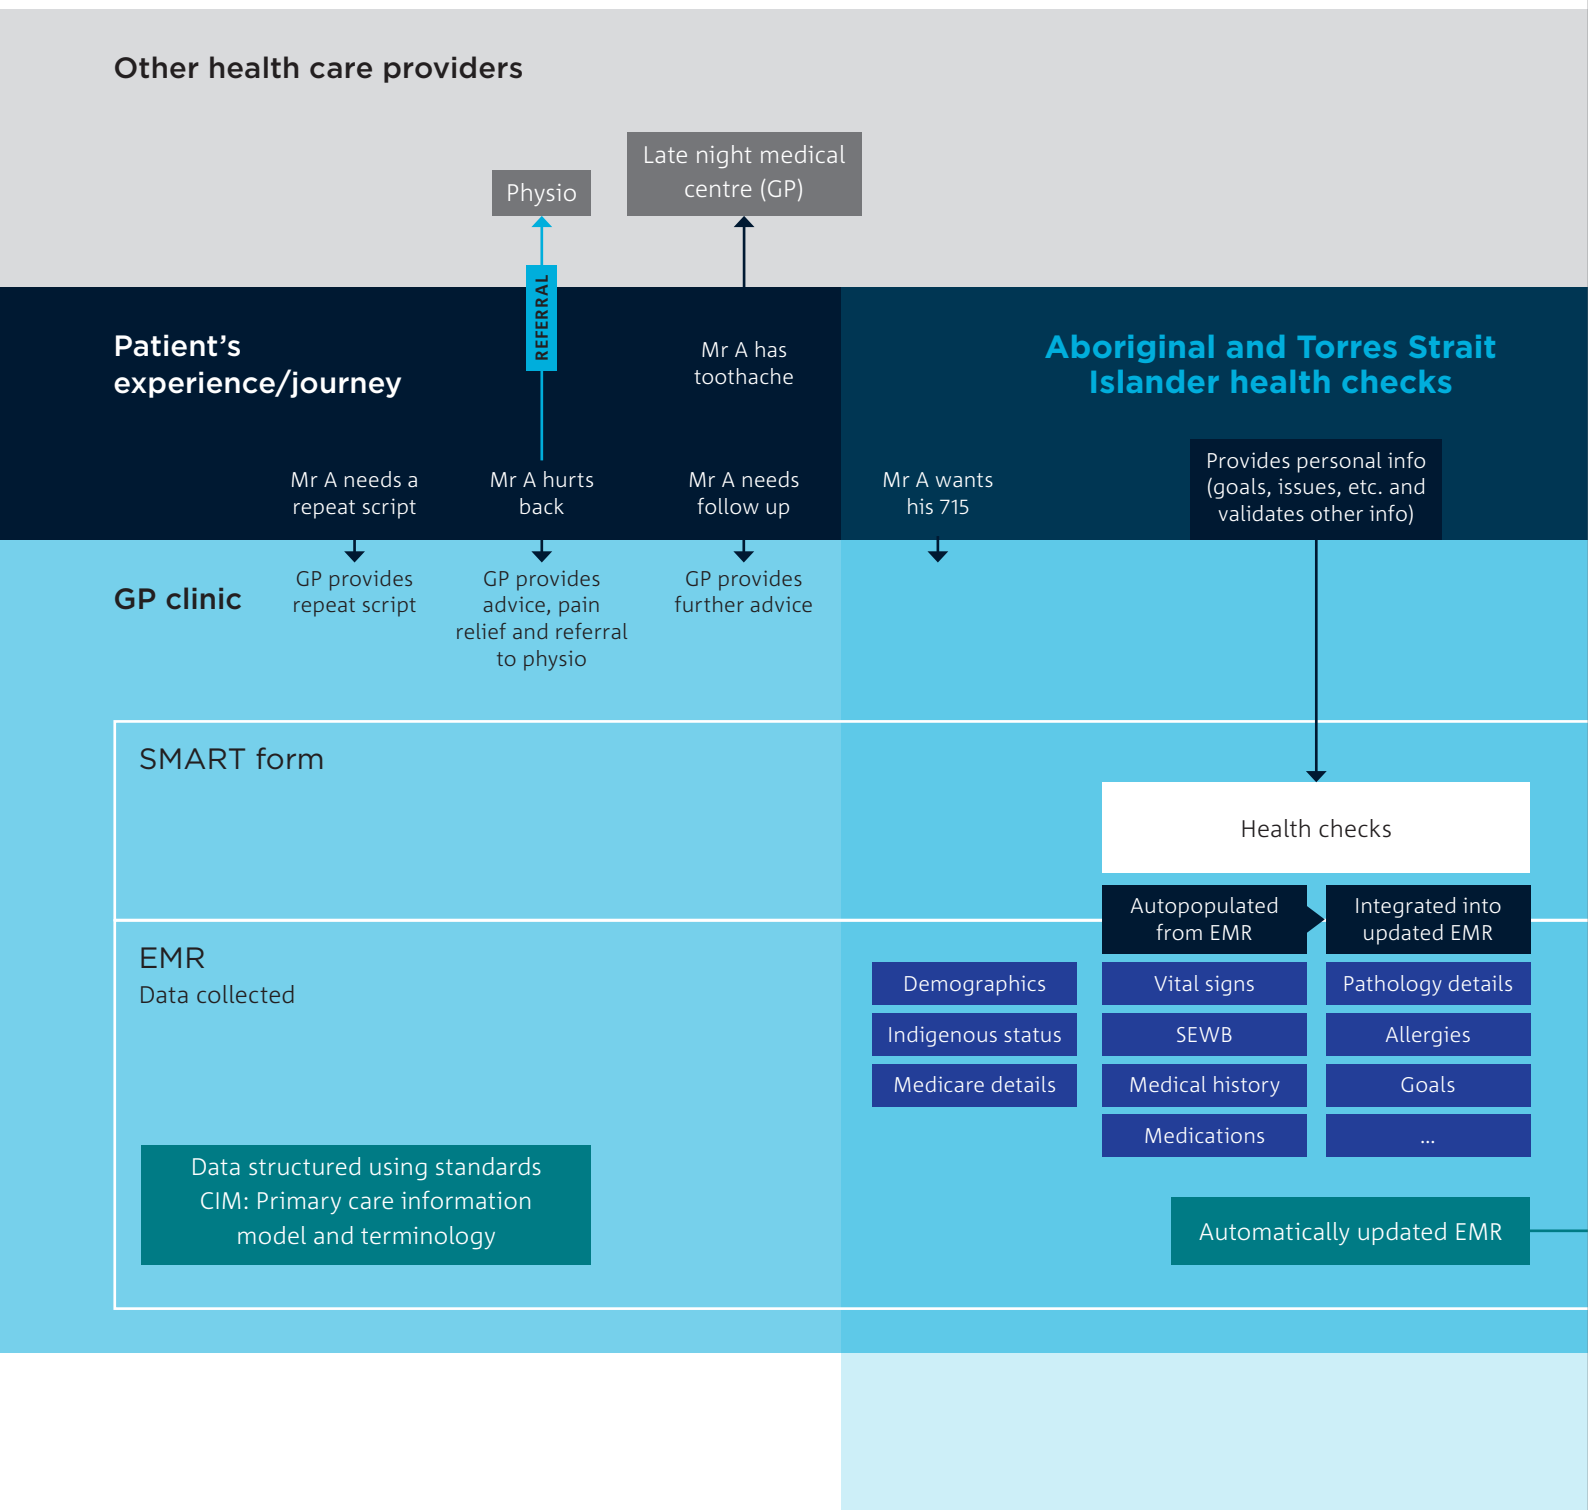 Other health care providers
Physio
Late night medical
centre (GP)
REFERRAL
Patient's
experience/journey
Mr A has
toothache
Aboriginal and Torres Strait
Islander health checks
Mr A needs a
repeat script
Mr A hurts
back
Mr A needs
follow up
Mr A wants
his 715
Provides personal info
(goals, issues, etc. and
validates other info)
GP clinic
GP provides
repeat script
GP provides
advice, pain
relief and referral
to physio
GP provides
further advice
SMART form
Health checks
Autopopulated
from EMR
Integrated into
updated EMR
EMR
Data collected
Demographics
Vital signs
Pathology details
Indigenous status
SEWB
Allergies
Medicare details
Medical history
Goals
Medications
...
Data structured using standards
CIM: Primary care information
model and terminology
Automatically updated EMR